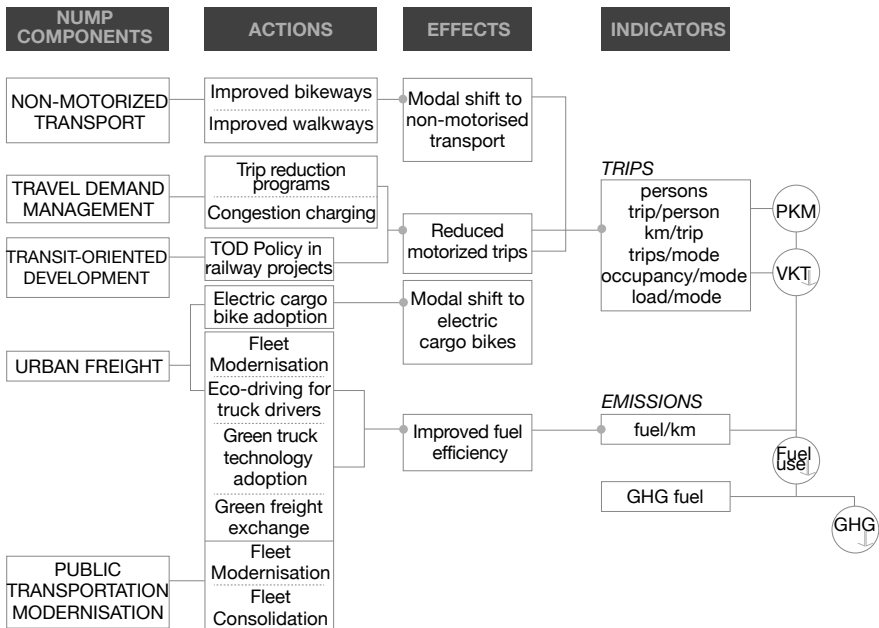 NUMP
COMPONENTS
ACTIONS
EFFECTS
INDICATORS
NON-MOTORIZED
TRANSPORT
Improved bikeways
Improved walkways
Modal shift to
non-motorised
transport
TRAVEL DEMAND
MANAGEMENT
Trip reduction
programs
Congestion charging
TRANSIT-ORIENTED
DEVELOPMENT
TOD Policy in
railway projects
Reduced
motorized trips
TRIPS
persons
trip/person
km/trip
trips/mode
occupancy/mode
load/mode
PKM
VKT
URBAN FREIGHT
Electric cargo
bike adoption
Modal shift to
electric
cargo bikes
Fleet
Modernisation
Eco-driving for
truck drivers
Green truck
technology
adoption
Green freight
exchange
Improved fuel
efficiency
EMISSIONS
fuel/km
Fuel
use
GHG fuel
GHG
PUBLIC
TRANSPORTATION
MODERNISATION
Fleet
Modernisation
Fleet
Consolidation